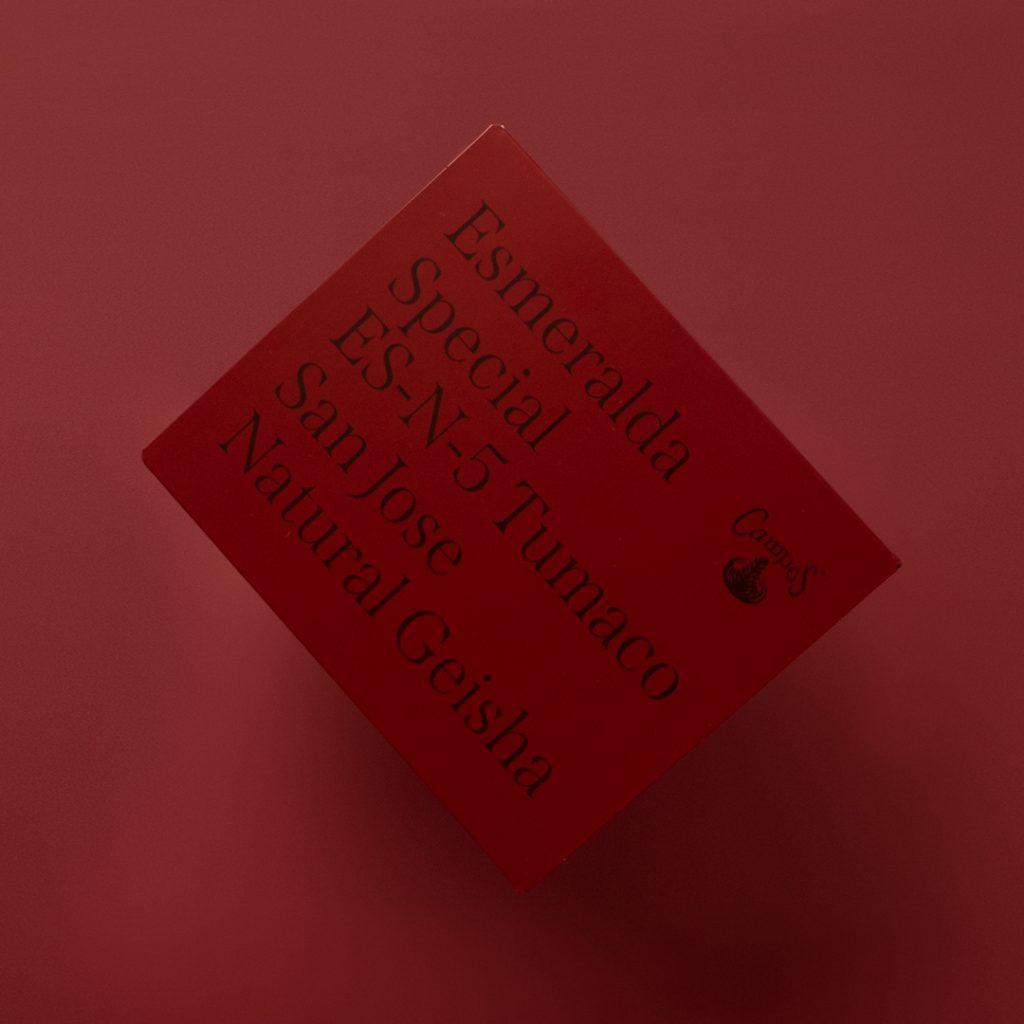 Esmeralda
Special
ES-N-5 Tumaco
San Jose
Natural Geisha
Campos